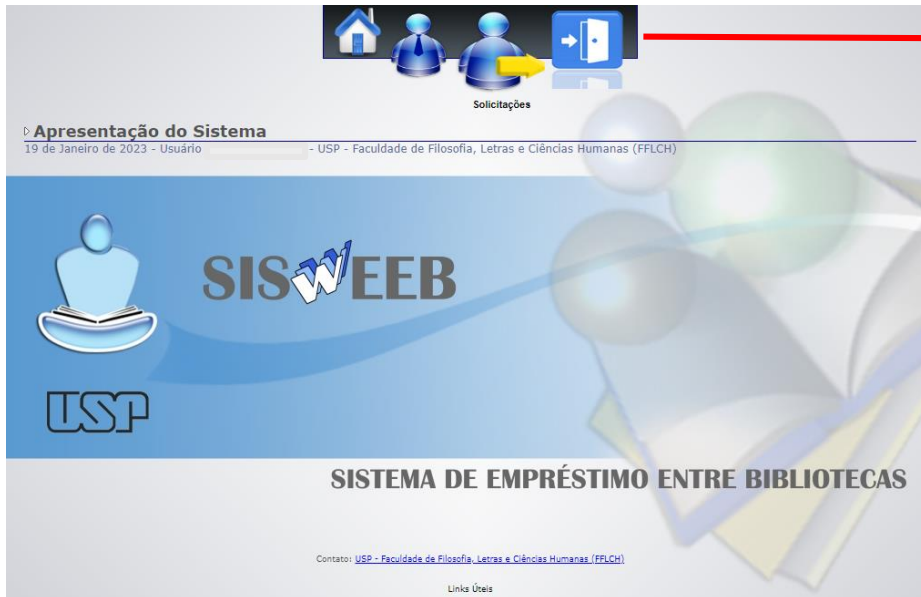 Solicitações
Apresentação do Sistema
19 de Janeiro de 2023 - Usuário - USP - Faculdade de Filosofia, Letras e Ciências Humanas (FFLCH)
SISWEEB
USP
SISTEMA DE EMPRÉSTIMO ENTRE BIBLIOTECAS
Contato: USP - Faculdade de Filosofia, Letras e Ciências Humanas (FFLCH)
Links Úteis